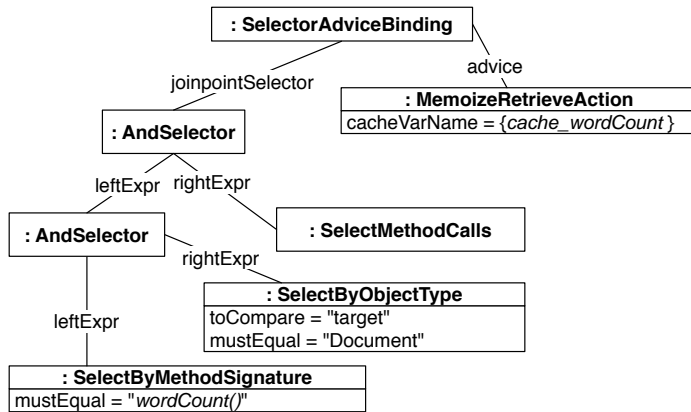 : SelectorAdviceBinding
joinpointSelector
advice
: MemoizeRetrieveAction
cacheVarName = {cache_wordCount }
: AndSelector
leftExpr
rightExpr
: AndSelector
: SelectMethodCalls
rightExpr
: SelectByObjectType
toCompare = "target"
mustEqual = "Document"
leftExpr
: SelectByMethodSignature
mustEqual = "wordCount()"